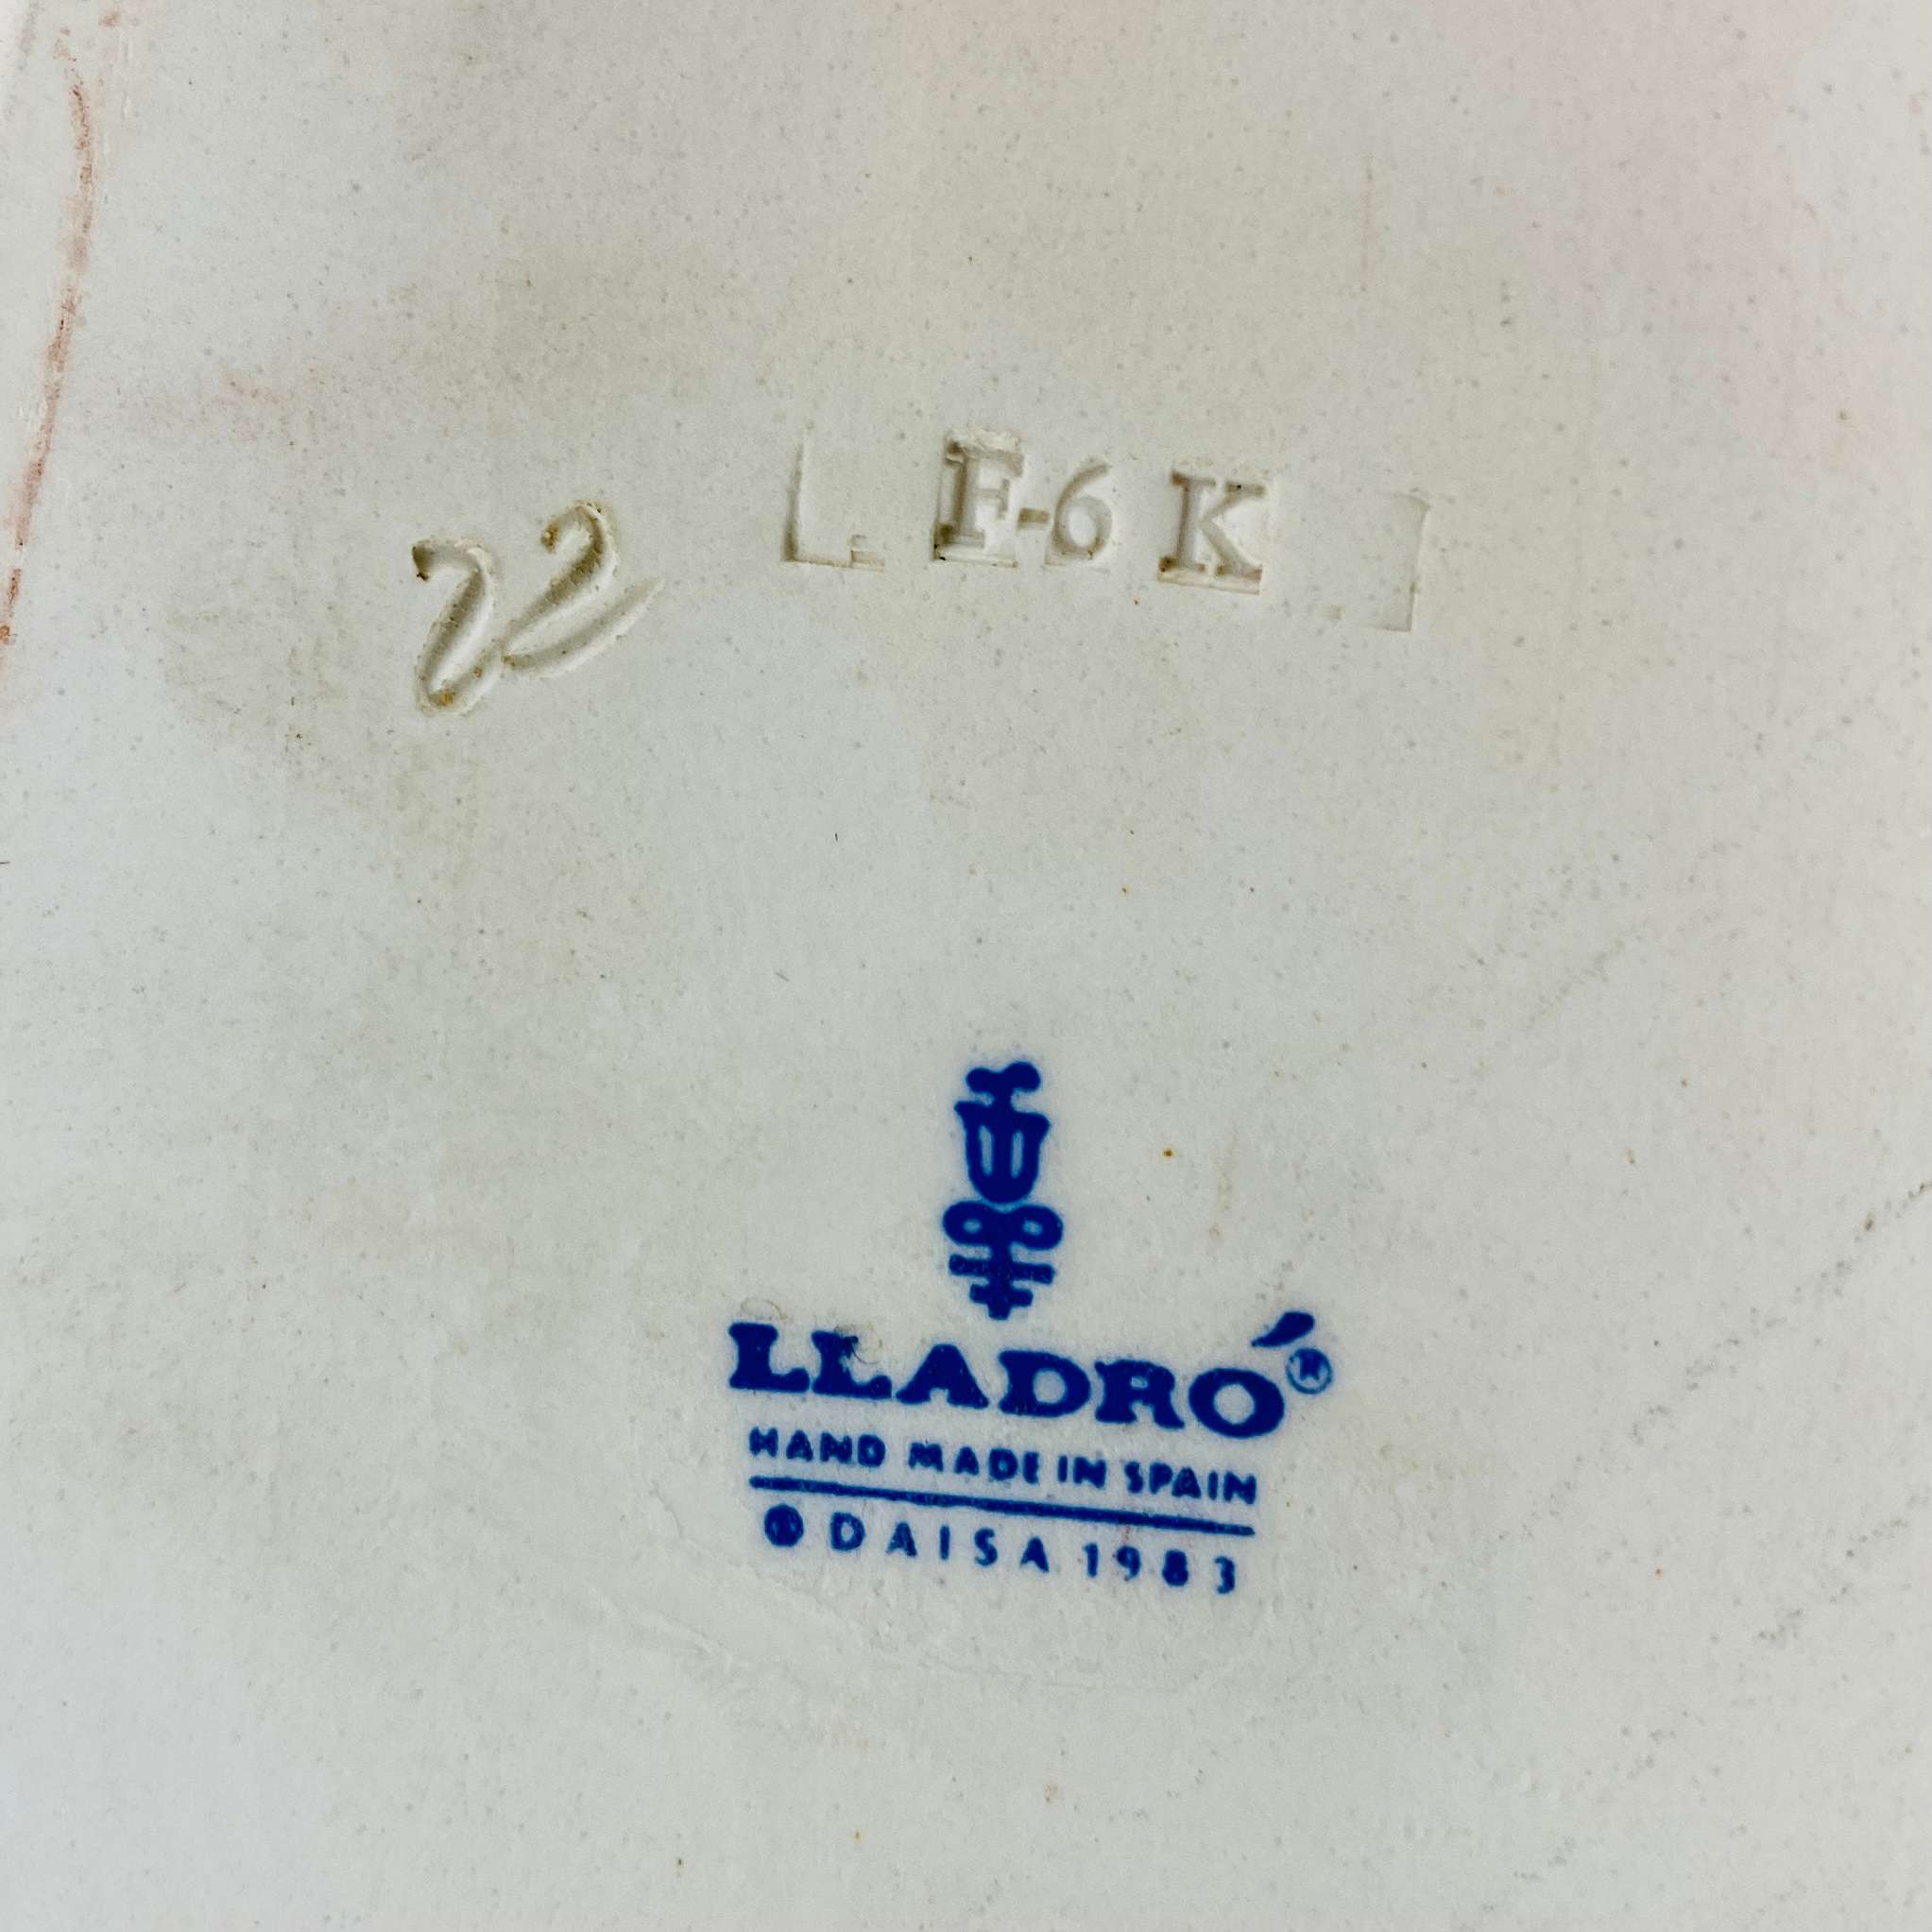 F-6 K
22
LLADRÓ®
HAND MADE IN SPAIN
© DAISA 1983